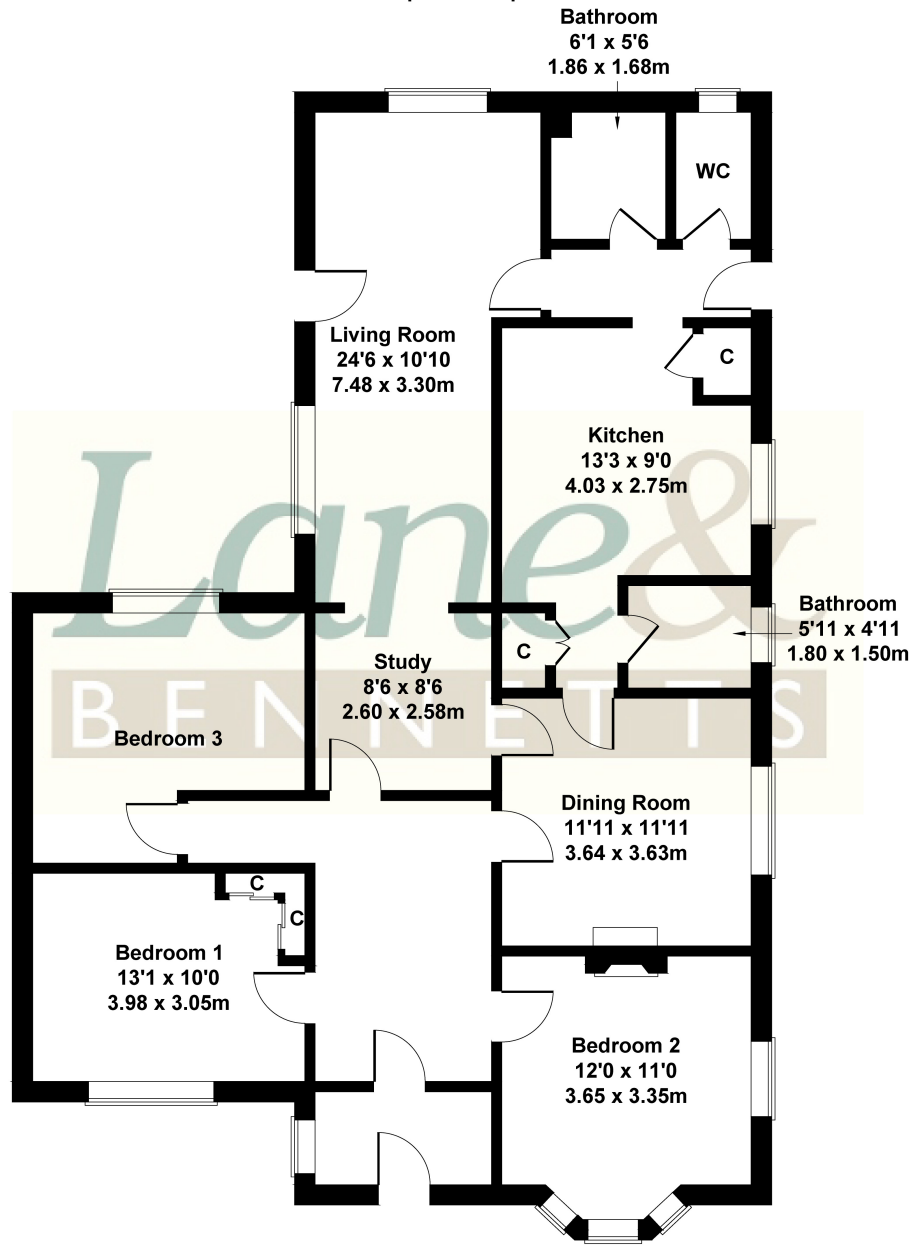 Bathroom
6'1 x 5'6
1.86 x 1.68m
WC
Living Room
24'6 x 10'10
7.48 x 3.30m
C
Kitchen
13'3 x 9'0
4.03 x 2.75m
Lane &
BENNETTS
Bathroom
5'11 x 4'11
1.80 x 1.50m
C
Study
8'6 x 8'6
2.60 x 2.58m
Bedroom 3
Dining Room
11'11 x 11'11
3.64 x 3.63m
C
C
Bedroom 1
13'1 x 10'0
3.98 x 3.05m
Bedroom 2
12'0 x 11'0
3.65 x 3.35m